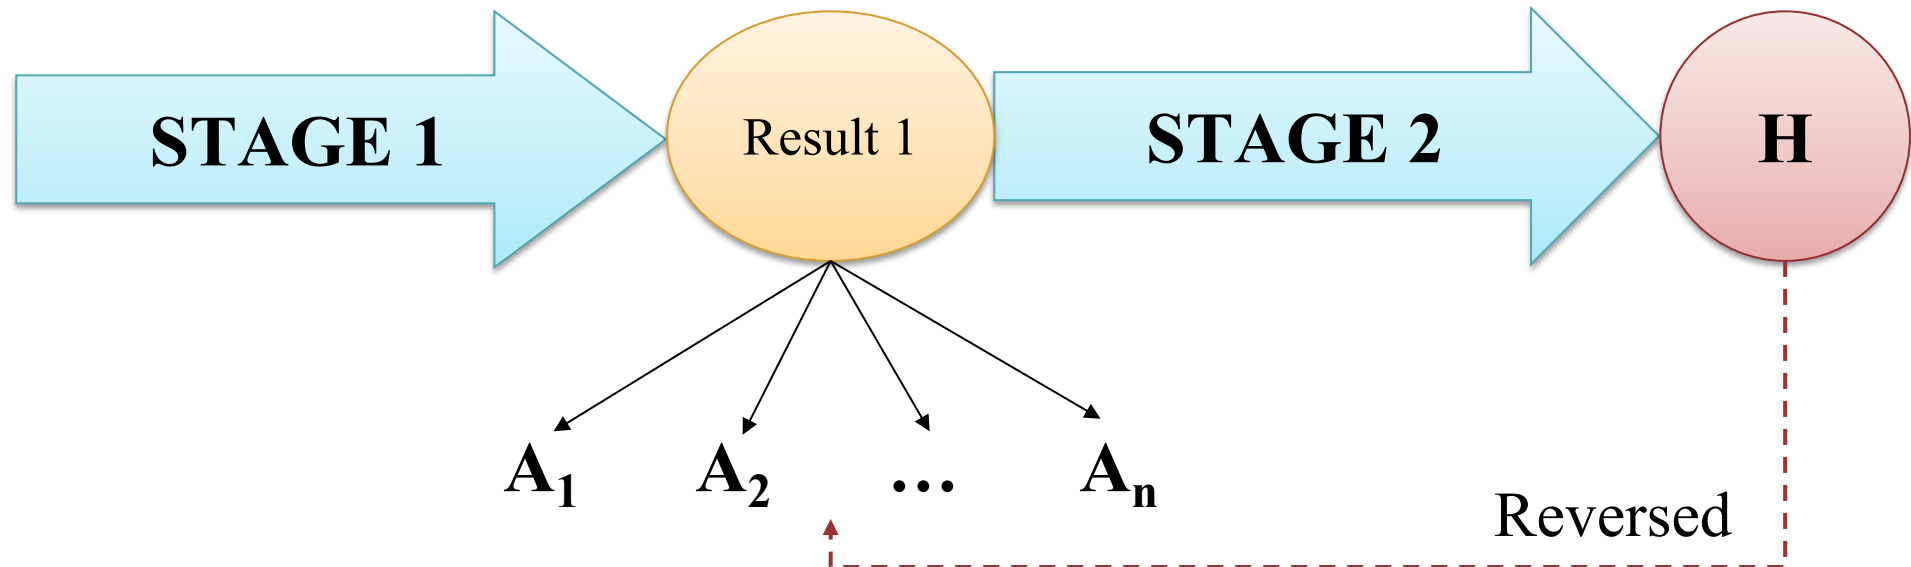 STAGE 1
Result 1
STAGE 2
H
A₁ A₂ ... Aₙ
Reversed